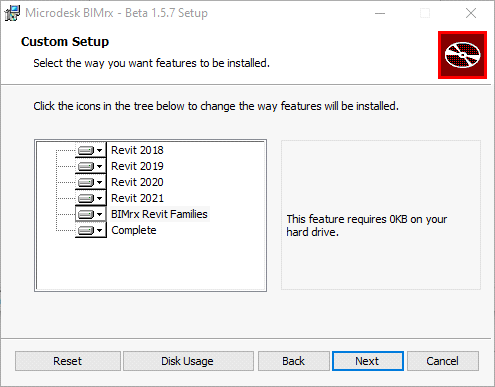 Microdesk BIMrx - Beta 1.5.7 Setup
Custom Setup
Select the way you want features to be installed.
Click the icons in the tree below to change the way features will be installed.
Revit 2018
Revit 2019
Revit 2020
Revit 2021
BIMrx Revit Families
Complete
This feature requires 0KB on your
hard drive.
Reset
Disk Usage
Back
Next
Cancel